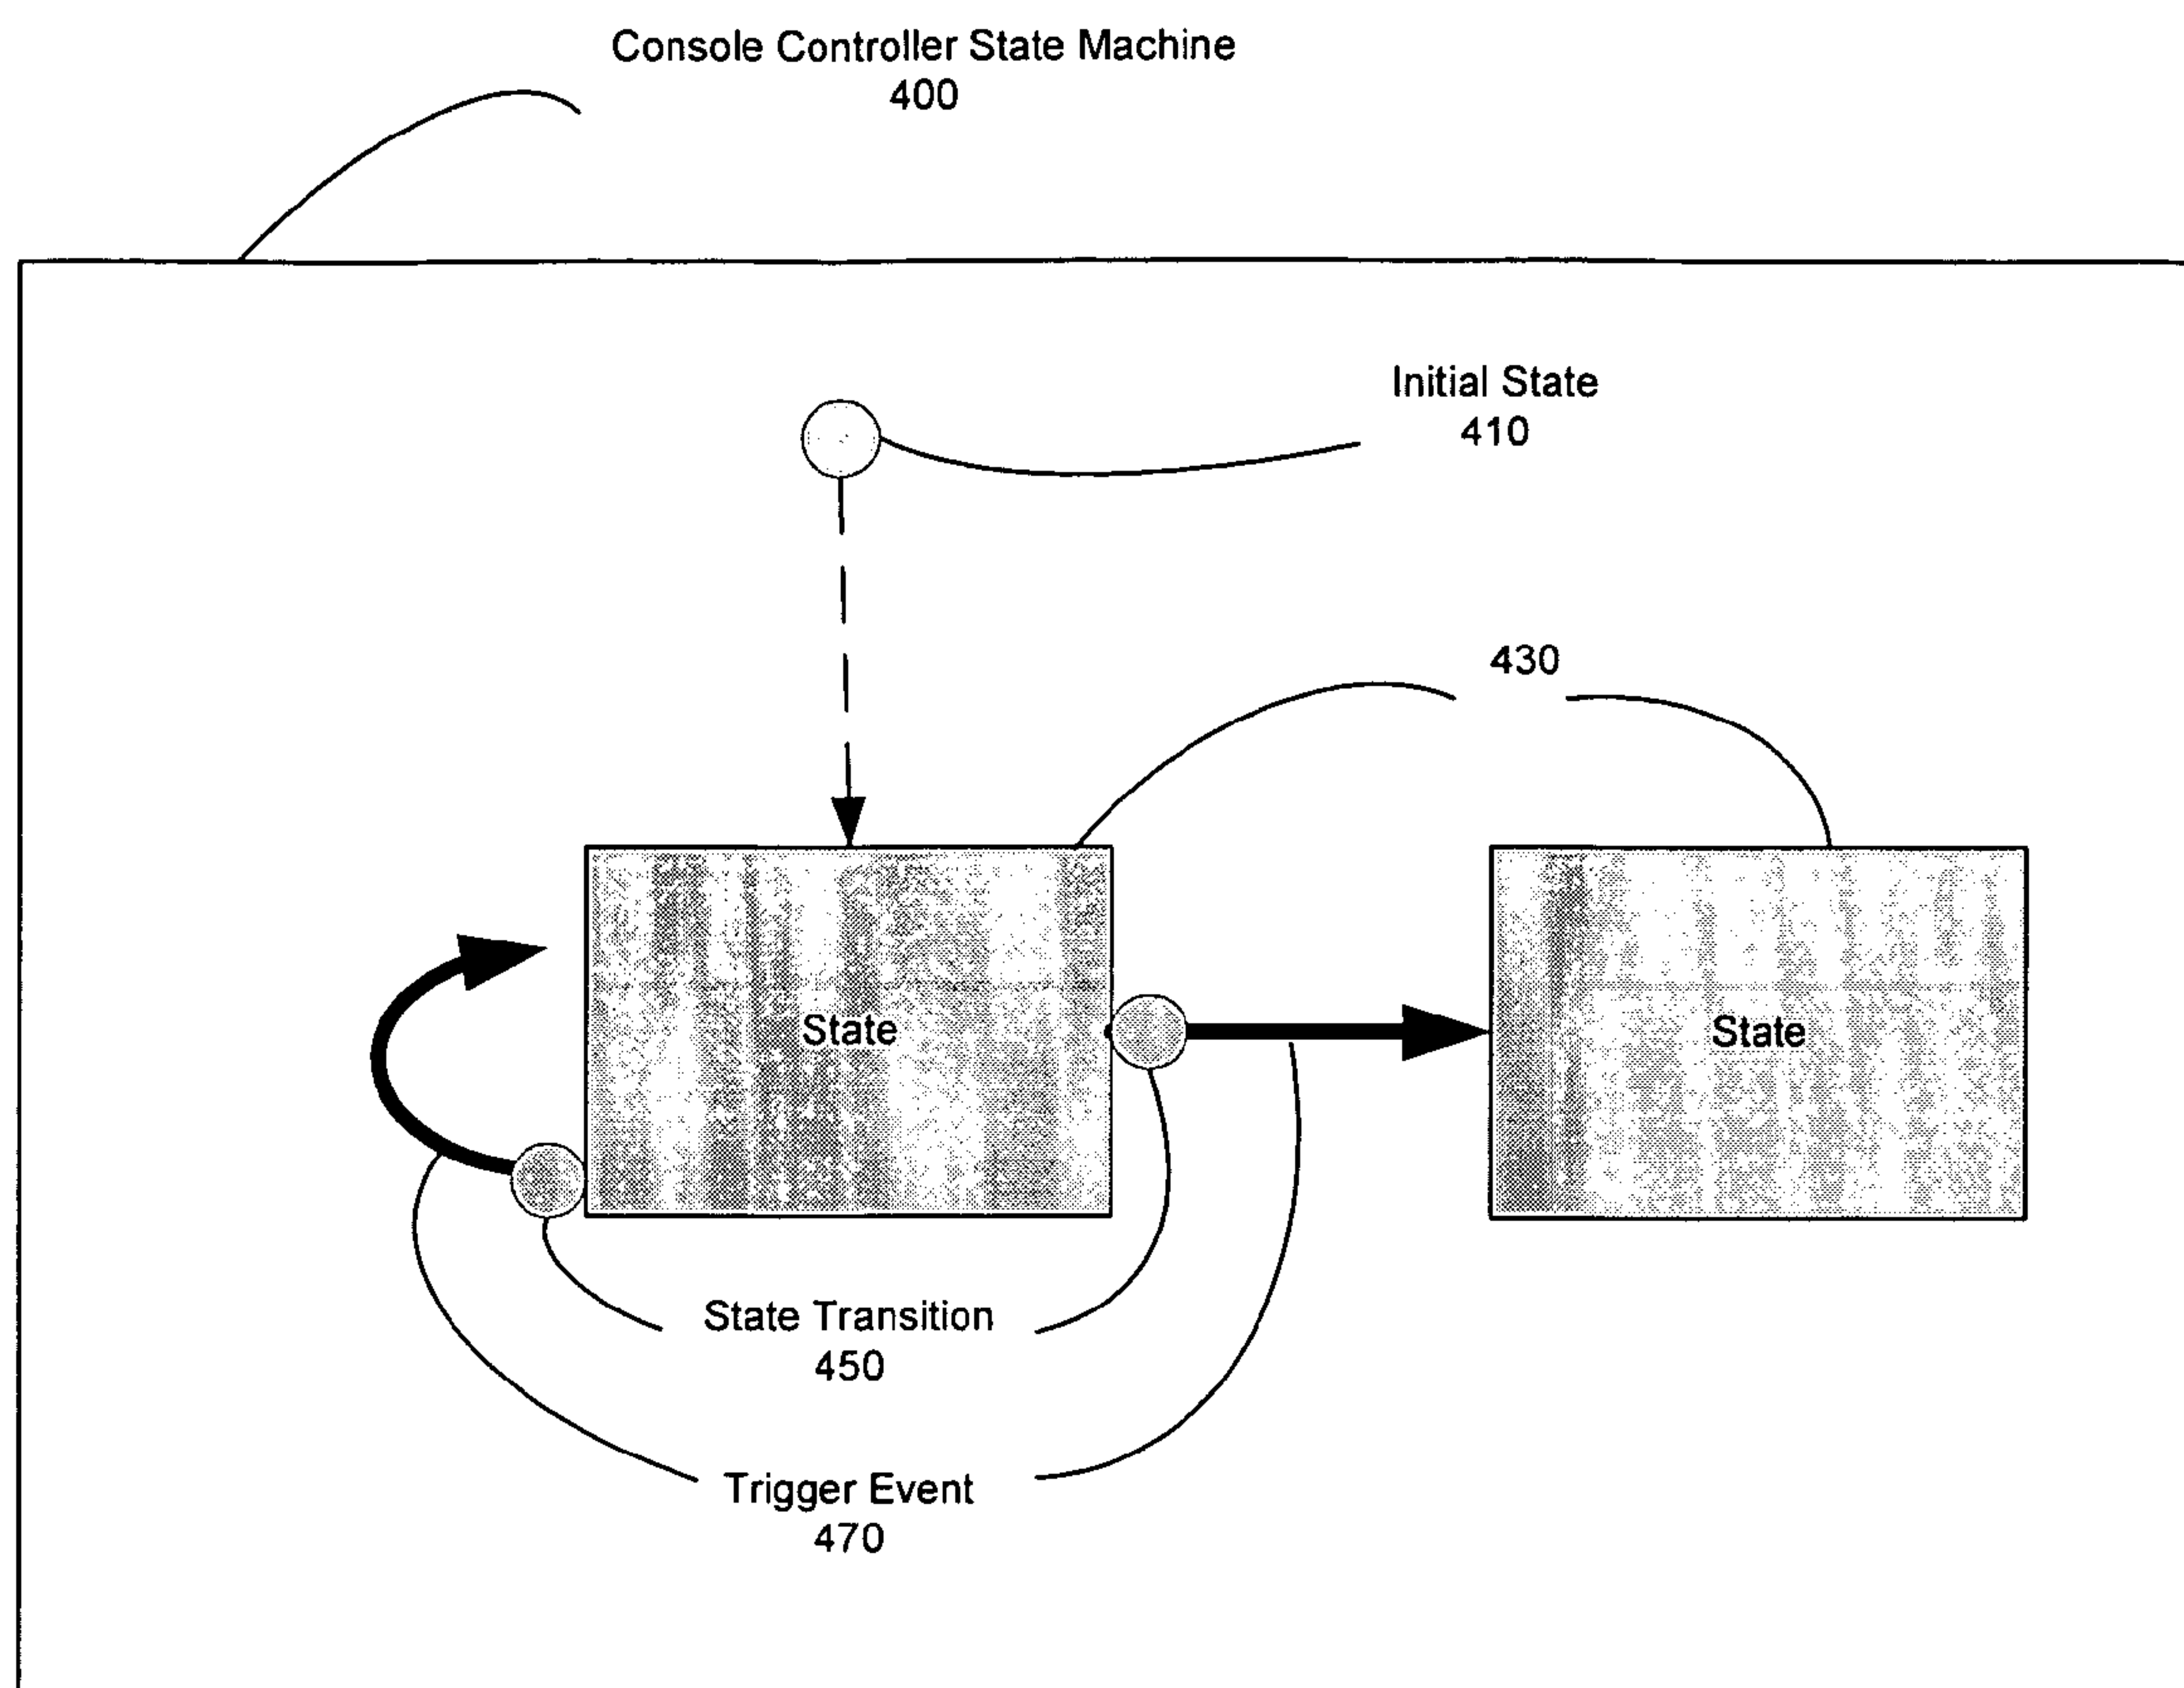 Console Controller State Machine
400
Initial State
410
430
State
State
State Transition
450
Trigger Event
470